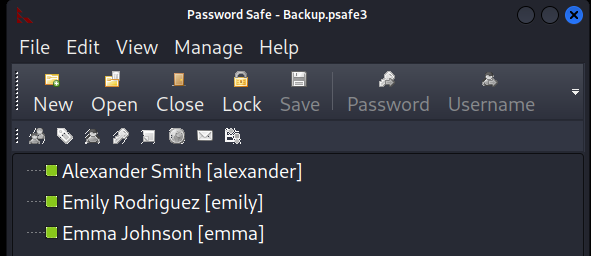 Password Safe - Backup.psafe3
File Edit View Manage Help
New Open Close Lock Save Password Username
Alexander Smith [alexander]
Emily Rodriguez [emily]
Emma Johnson [emma]